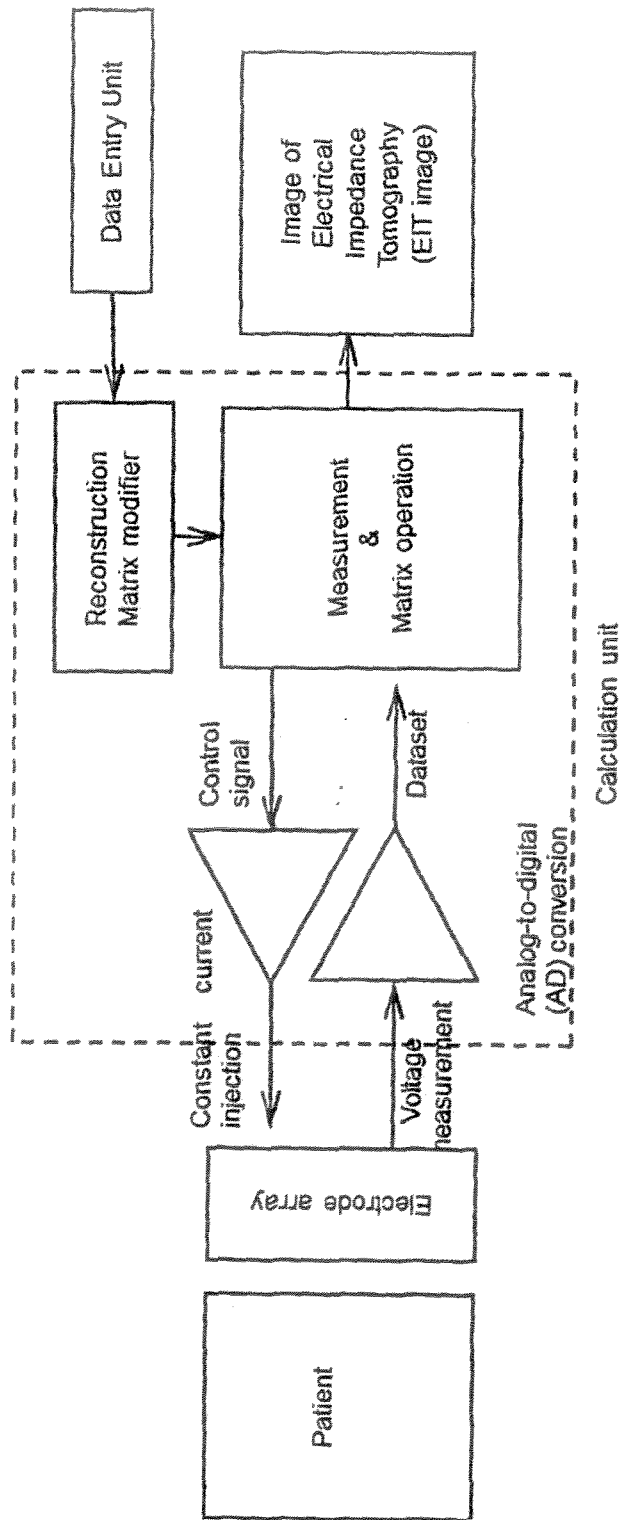 Data Entry Unit
Reconstruction
Matrix modifier
Image of
Electrical
Impedance
Tomography
(EIT image)
Measurement
&
Matrix operation
Control
signal
Dataset
Constant current
injection
Voltage
measurement
Analog-to-digital
(AD) conversion
Electrode array
Patient
Calculation unit